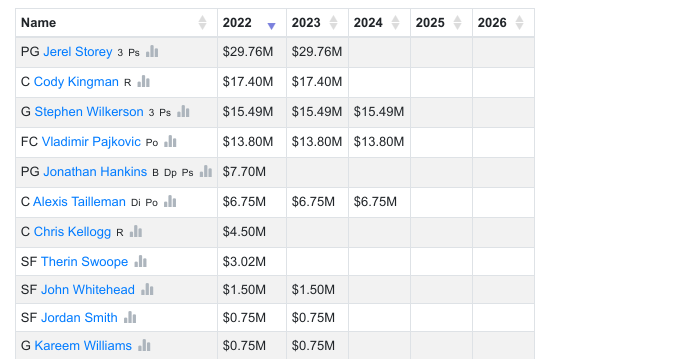 Name 2022 2023 2024 2025 2026
PG Jerel Storey 3 Ps $29.76M $29.76M
C Cody Kingman R $17.40M $17.40M
G Stephen Wilkerson 3 Ps $15.49M $15.49M $15.49M
FC Vladimir Pajkovic Po $13.80M $13.80M $13.80M
PG Jonathan Hankins B Dp Ps $7.70M
C Alexis Tailleman Di Po $6.75M $6.75M $6.75M
C Chris Kellogg R $4.50M
SF Therin Swoope $3.02M
SF John Whitehead $1.50M $1.50M
SF Jordan Smith $0.75M $0.75M
G Kareem Williams $0.75M $0.75M